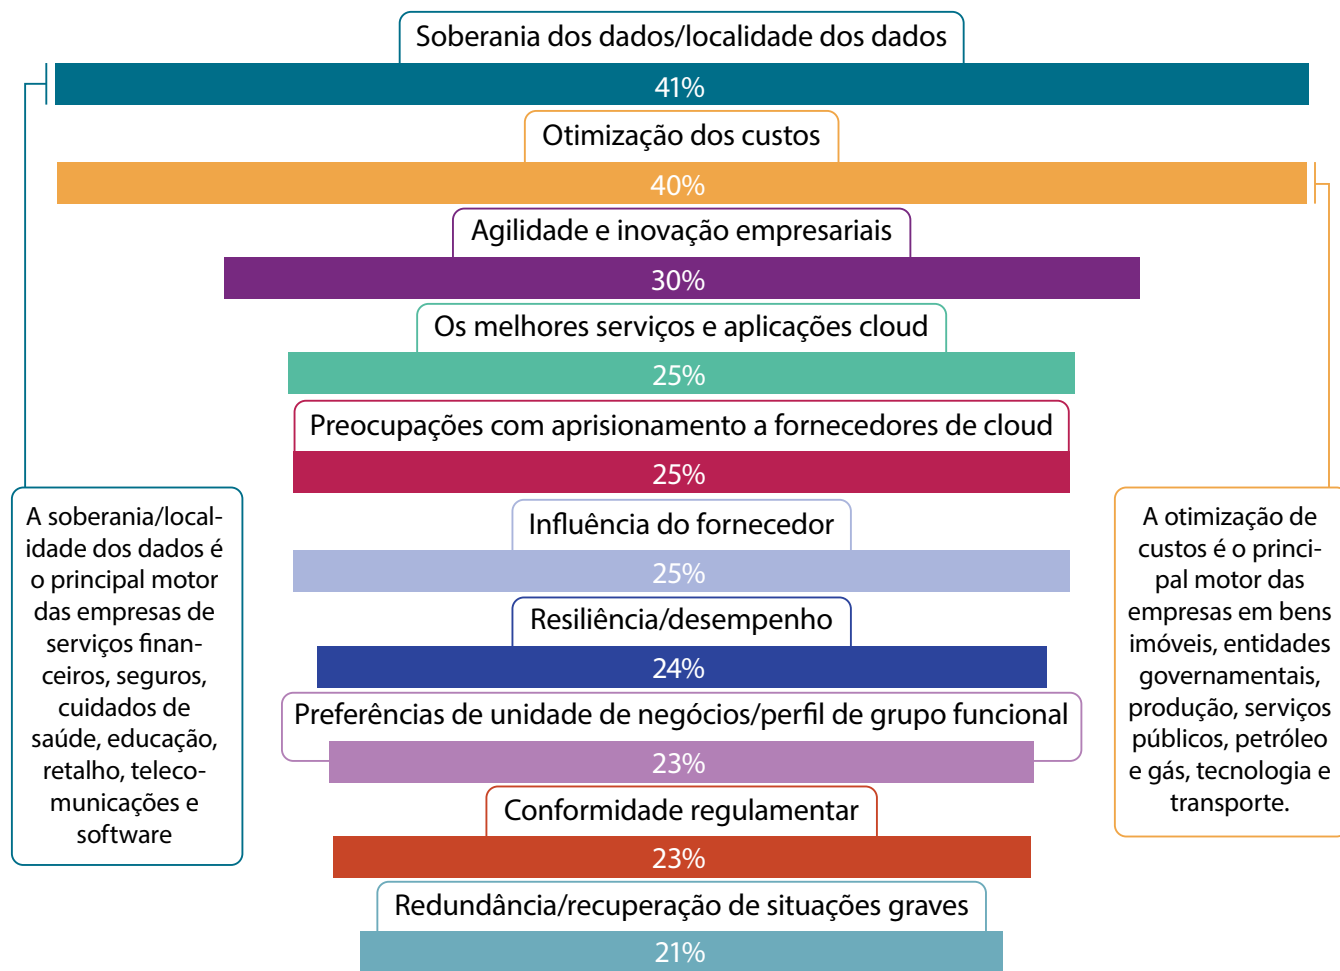 Soberania dos dados/localidade dos dados
41%
Otimização dos custos
40%
Agilidade e inovação empresariais
30%
Os melhores serviços e aplicações cloud
25%
Preocupações com aprisionamento a fornecedores de cloud
25%
Influência do fornecedor
25%
Resiliência/desempenho
24%
Preferências de unidade de negócios/perfil de grupo funcional
23%
Conformidade regulamentar
23%
Redundância/recuperação de situações graves
21%
A soberania/local-
idade dos dados é
o principal motor
das empresas de
serviços finan-
ceiros, seguros,
cuidados de
saúde, educação,
retalho, teleco-
municações e
software
A otimização de
custos é o princi-
pal motor das
empresas em bens
imóveis, entidades
governamentais,
produção, serviços
públicos, petróleo
e gás, tecnologia e
transporte.